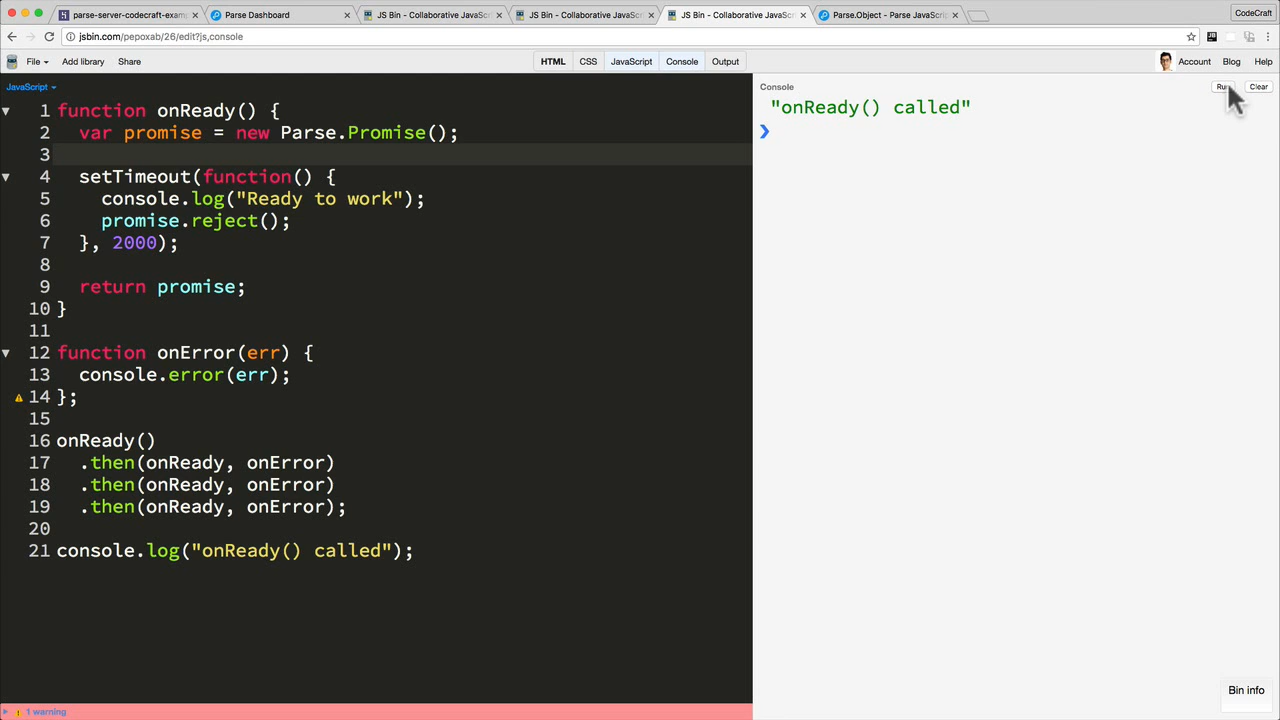 parse-server-codecraft-examp
Parse Dashboard
JS Bin - Collaborative JavaScr
JS Bin - Collaborative JavaScr
JS Bin - Collaborative JavaScr
Parse.Object - Parse JavaScri
CodeCraft
jsbin.com/pepoxab/26/edit?js,console
File
Add library
Share
HTML
CSS
JavaScript
Console
Output
Account
Blog
Help
JavaScript
1 function onReady() {
2 var promise = new Parse.Promise();
3
4 setTimeout(function() {
5 console.log("Ready to work");
6 promise.reject();
7 }, 2000);
8
9 return promise;
10 }
11
12 function onError(err) {
13 console.error(err);
14 };
15
16 onReady()
17 .then(onReady, onError)
18 .then(onReady, onError)
19 .then(onReady, onError);
20
21 console.log("onReady() called");
1 warning
Console
Run
Clear
"onReady() called"
Bin info